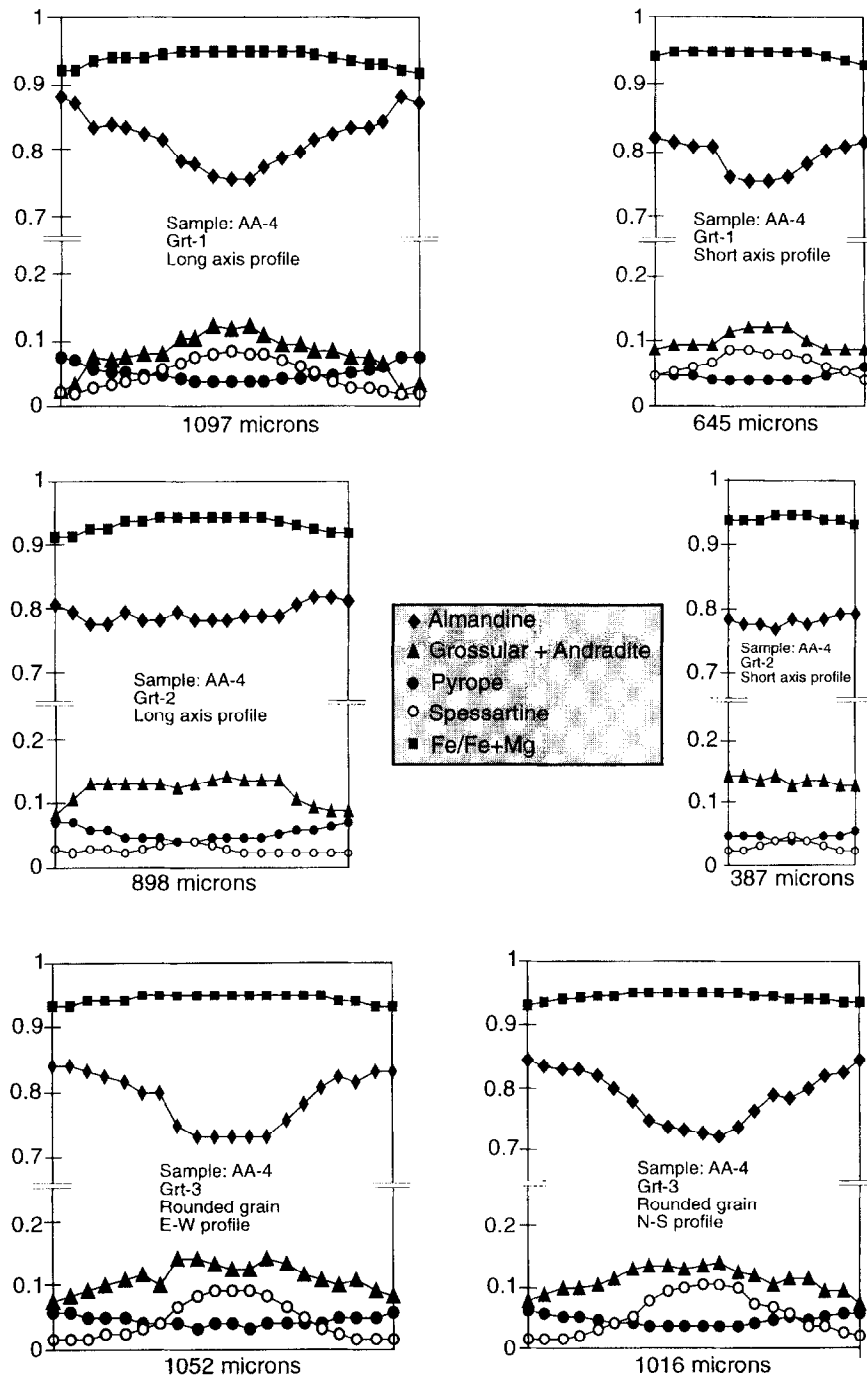 1
0.9
0.8
0.7
0.2
0.1
0
Sample: AA-4
Grt-1
Long axis profile
1097 microns
1
0.9
0.8
0.7
0.2
0.1
0
Sample: AA-4
Grt-1
Short axis profile
645 microns
1
0.9
0.8
0.7
0.2
0.1
0
Sample: AA-4
Grt-2
Long axis profile
898 microns
Almandine
Grossular + Andradite
Pyrope
Spessartine
Fe/Fe+Mg
1
0.9
0.8
0.7
0.2
0.1
0
Sample: AA-4
Grt-2
Short axis profile
387 microns
1
0.9
0.8
0.7
0.2
0.1
0
Sample: AA-4
Grt-3
Rounded grain
E-W profile
1052 microns
1
0.9
0.8
0.7
0.2
0.1
0
Sample: AA-4
Grt-3
Rounded grain
N-S profile
1016 microns